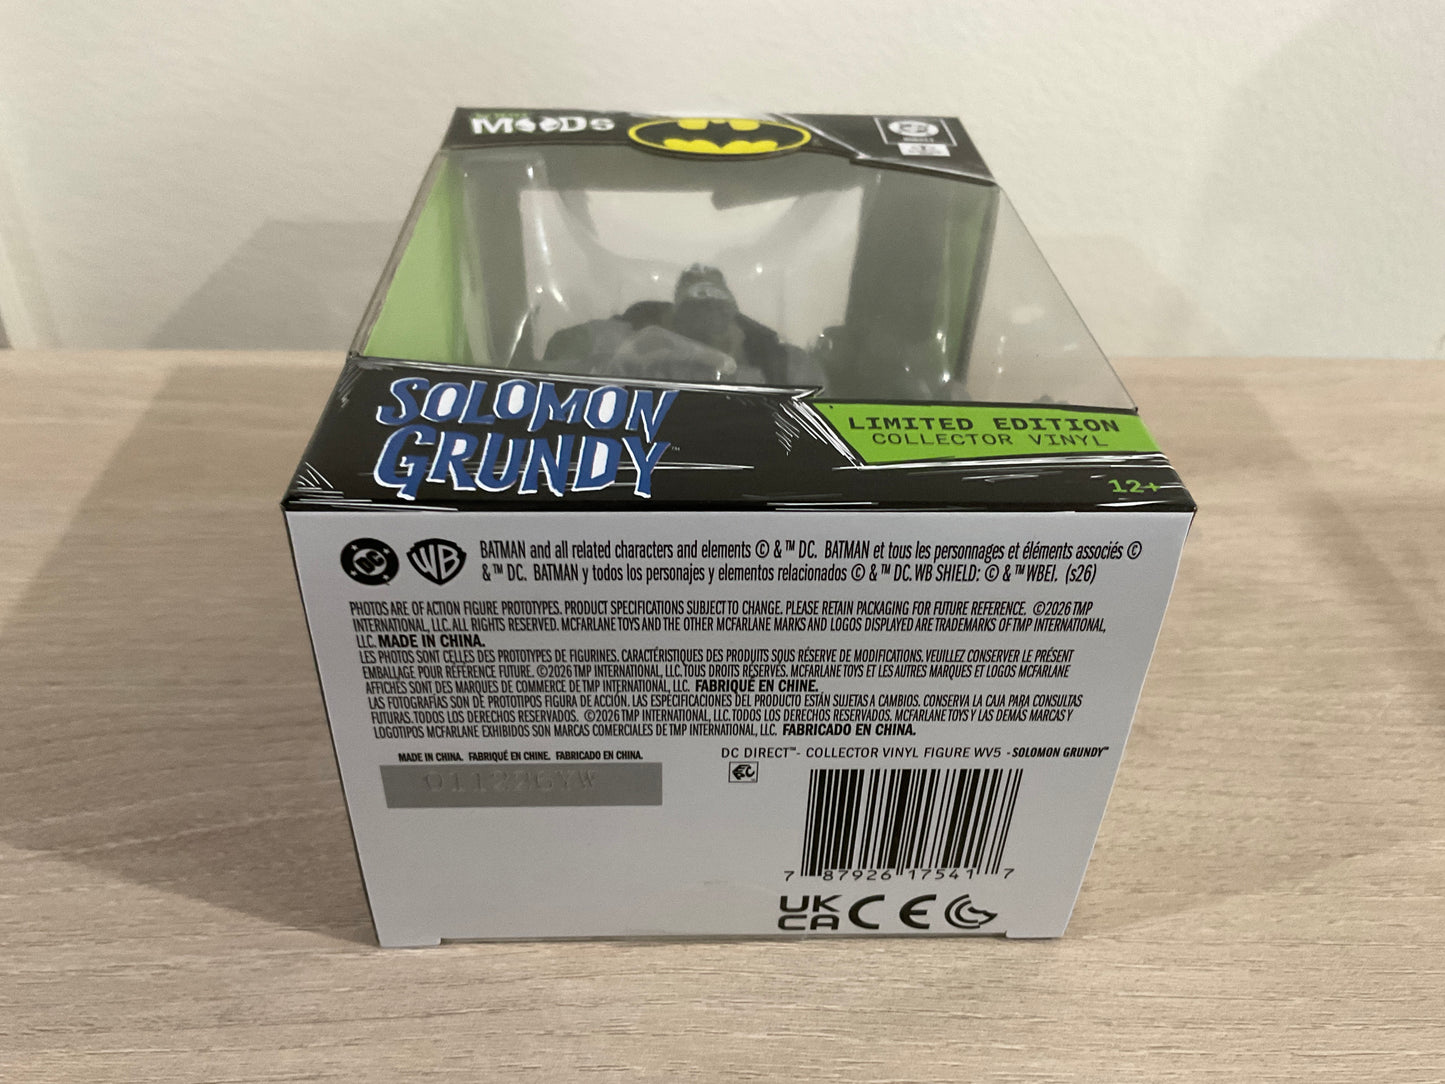 MOODS
SOLOMON
GRUNDY™
LIMITED EDITION
COLLECTOR VINYL
12+
DC WB BATMAN and all related characters and elements © & ™ DC. BATMAN et tous les personnages et éléments associés ©
& ™ DC. BATMAN y todos los personajes y elementos relacionados © & ™ DC. WB SHIELD: © & ™ WBEI. (s26)
PHOTOS ARE OF ACTION FIGURE PROTOTYPES. PRODUCT SPECIFICATIONS SUBJECT TO CHANGE. PLEASE RETAIN PACKAGING FOR FUTURE REFERENCE. ©2026 TMP
INTERNATIONAL, LLC. ALL RIGHTS RESERVED. MCFARLANE TOYS AND THE OTHER MCFARLANE MARKS AND LOGOS DISPLAYED ARE TRADEMARKS OF TMP INTERNATIONAL,
LLC. MADE IN CHINA.
LES PHOTOS SONT CELLES DES PROTOTYPES DE FIGURINES. CARACTÉRISTIQUES DES PRODUITS SOUS RÉSERVE DE MODIFICATIONS. VEUILLEZ CONSERVER LE PRÉSENT
EMBALLAGE POUR RÉFÉRENCE FUTURE. ©2026 TMP INTERNATIONAL, LLC. TOUS DROITS RÉSERVÉS. MCFARLANE TOYS ET LES AUTRES MARQUES ET LOGOS MCFARLANE
AFFICHÉS SONT DES MARQUES DE COMMERCE DE TMP INTERNATIONAL, LLC. FABRIQUÉ EN CHINE.
LAS FOTOGRAFÍAS SON DE PROTOTIPOS FIGURA DE ACCIÓN. LAS ESPECIFICACIONES DEL PRODUCTO ESTÁN SUJETAS A CAMBIOS. CONSERVA LA CAJA PARA CONSULTAS
FUTURAS. TODOS LOS DERECHOS RESERVADOS. ©2026 TMP INTERNATIONAL, LLC. TODOS LOS DERECHOS RESERVADOS. MCFARLANE TOYS Y LAS DEMÁS MARCAS Y
LOGOTIPOS MCFARLANE EXHIBIDOS SON MARCAS COMERCIALES DE TMP INTERNATIONAL, LLC. FABRICADO EN CHINA.
MADE IN CHINA. FABRIQUÉ EN CHINE. FABRICADO EN CHINA.
011226YW
DC DIRECT™- COLLECTOR VINYL FIGURE WV5 - SOLOMON GRUNDY™
7 87926 17541 7
UK
CA CE